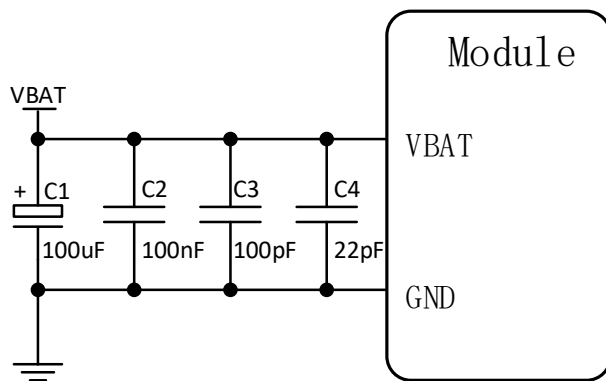 Module
VBAT
VBAT
+ C1 C2 C3 C4
100uF 100nF 100pF 22pF
GND